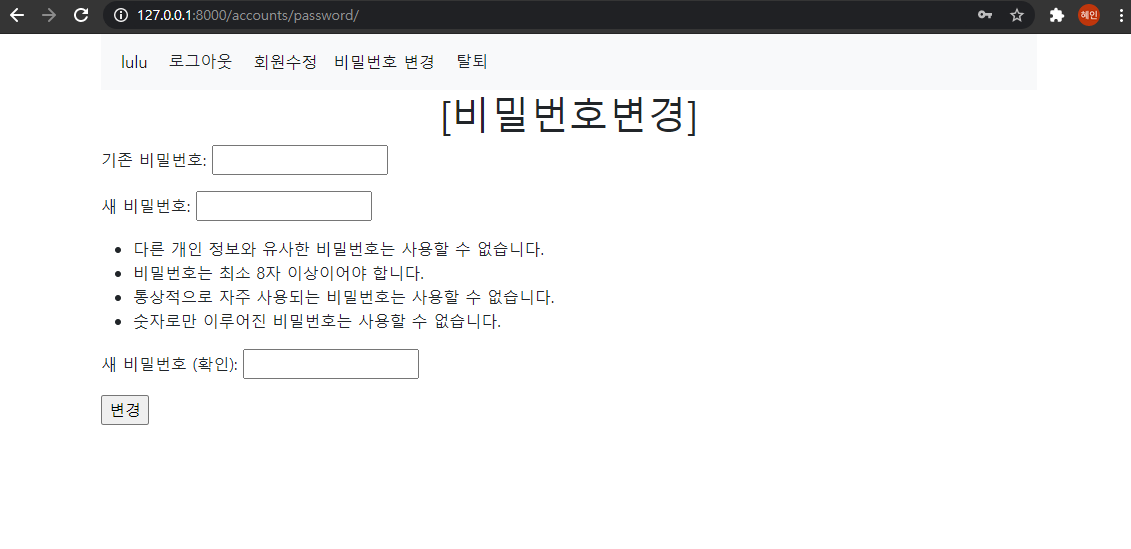 127.0.0.1:8000/accounts/password/
혜인
lulu 로그아웃 회원수정 비밀번호 변경 탈퇴
[비밀번호변경]
기존 비밀번호:
새 비밀번호:
다른 개인 정보와 유사한 비밀번호는 사용할 수 없습니다.
비밀번호는 최소 8자 이상이어야 합니다.
통상적으로 자주 사용되는 비밀번호는 사용할 수 없습니다.
숫자로만 이루어진 비밀번호는 사용할 수 없습니다.
새 비밀번호 (확인):
변경